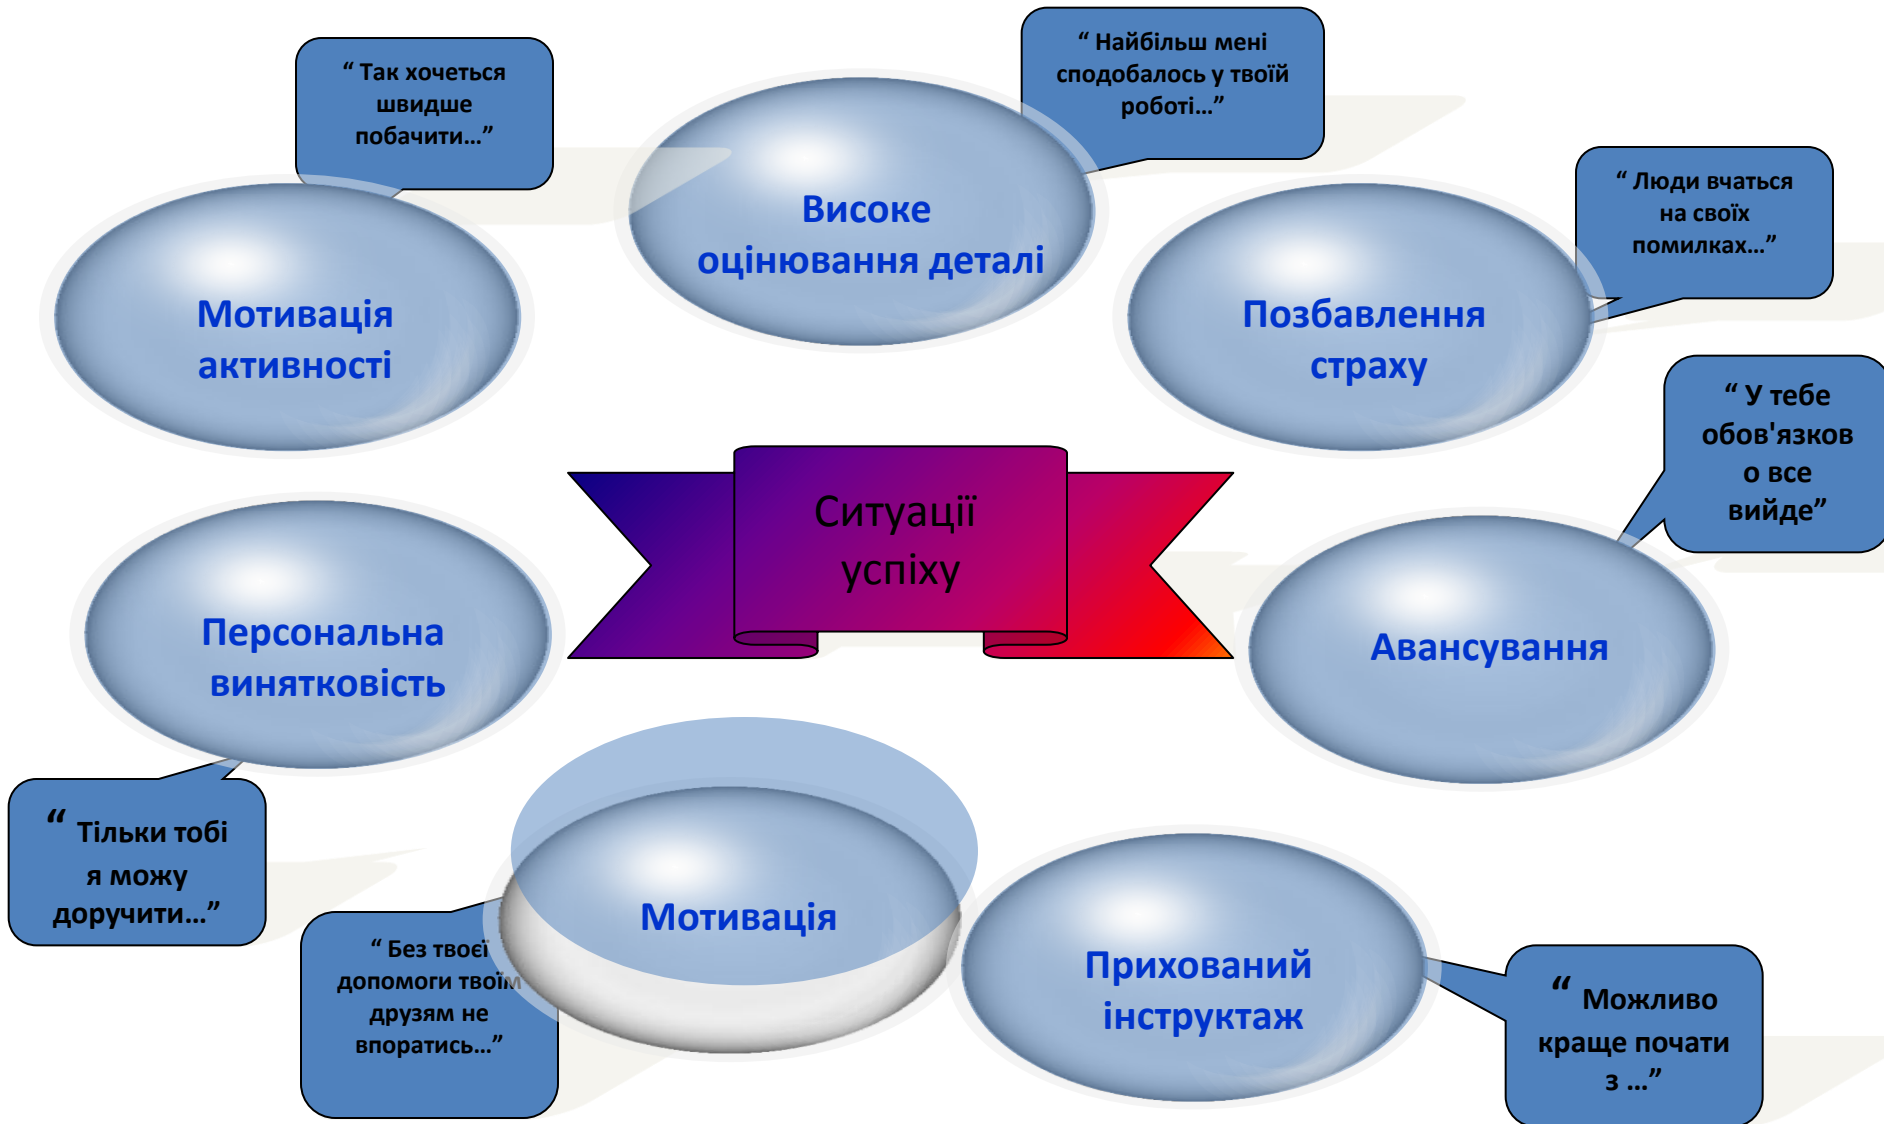 “ Так хочеться
швидше
побачити...”
“ Найбільш мені
сподобалось у твоїй
роботі...”
“ Люди вчаться
на своїх
помилках...”
Мотивація
активності
Високе
оцінювання деталі
Позбавлення
страху
“ У тебе
обов'язков
о все
вийде”
Ситуації
успіху
Персональна
винятковість
Авансування
“ Тільки тобі
я можу
доручити...”
“ Без твоєї
допомоги твоїм
друзям не
впоратись...”
Мотивація
Прихований
інструктаж
“ Можливо
краще почати
з ...”